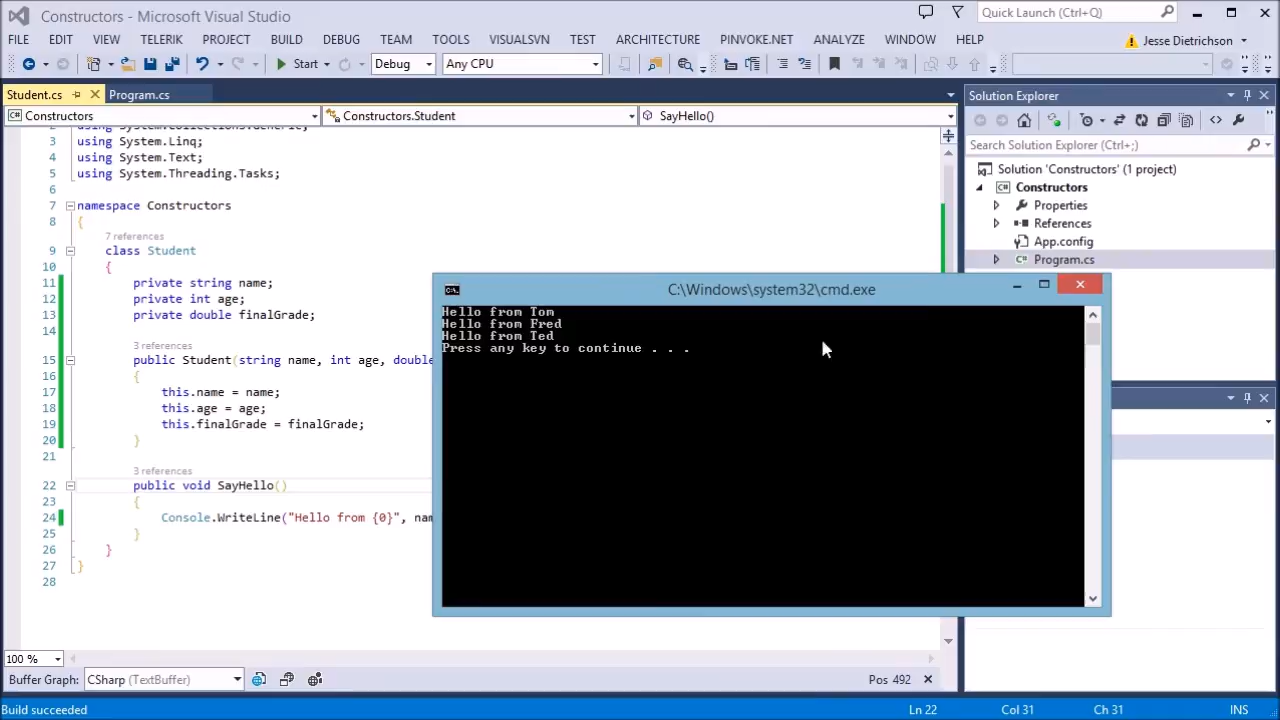 Constructors - Microsoft Visual Studio
Quick Launch (Ctrl+Q)
FILE EDIT VIEW TELERIK PROJECT BUILD DEBUG TEAM TOOLS VISUALSVN TEST ARCHITECTURE PINVOKE.NET ANALYZE WINDOW HELP
Jesse Dietrichson
Start Debug Any CPU
Student.cs Program.cs
Constructors Constructors.Student SayHello()
2 using System.Collections.Generic;
3 using System.Linq;
4 using System.Text;
5 using System.Threading.Tasks;
6
7 namespace Constructors
8 {
7 references
9 class Student
10 {
11 private string name;
12 private int age;
13 private double finalGrade;
14
3 references
15 public Student(string name, int age, double
16 {
17 this.name = name;
18 this.age = age;
19 this.finalGrade = finalGrade;
20 }
21
3 references
22 public void SayHello()
23 {
24 Console.WriteLine("Hello from {0}", nam
25 }
26 }
27 }
28
100 %
Buffer Graph: CSharp (TextBuffer) Pos 492
Build succeeded Ln 22 Col 31 Ch 31 INS
Solution Explorer
Search Solution Explorer (Ctrl+;)
Solution 'Constructors' (1 project)
Constructors
Properties
References
App.config
Program.cs
C:\Windows\system32\cmd.exe
Hello from Tom
Hello from Fred
Hello from Ted
Press any key to continue . . .